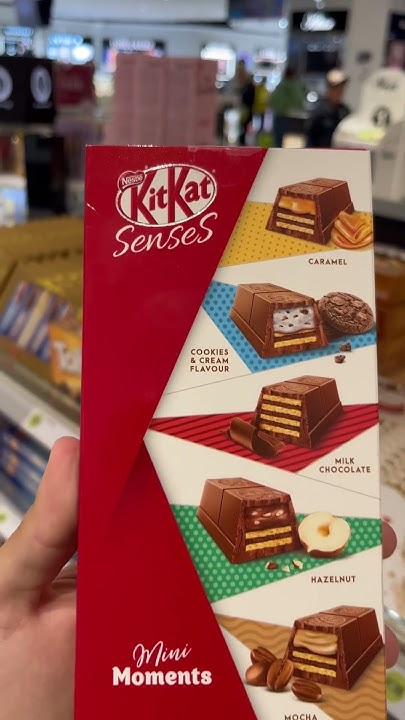 Nestlé
KitKat
Senses
CARAMEL
COOKIES
& CREAM
FLAVOUR
MILK
CHOCOLATE
HAZELNUT
Mini
Moments
MOCHA